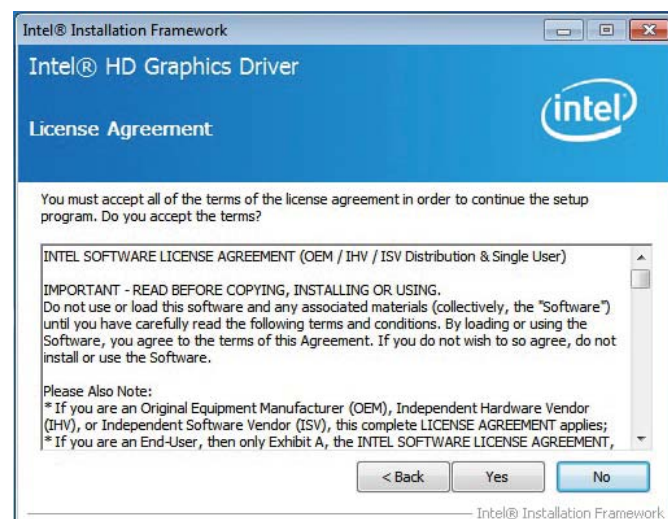 Intel® Installation Framework
Intel® HD Graphics Driver
License Agreement
intel
You must accept all of the terms of the license agreement in order to continue the setup
program. Do you accept the terms?
INTEL SOFTWARE LICENSE AGREEMENT (OEM / IHV / ISV Distribution & Single User)
IMPORTANT - READ BEFORE COPYING, INSTALLING OR USING.
Do not use or load this software and any associated materials (collectively, the "Software")
until you have carefully read the following terms and conditions. By loading or using the
Software, you agree to the terms of this Agreement. If you do not wish to so agree, do not
install or use the Software.
Please Also Note:
* If you are an Original Equipment Manufacturer (OEM), Independent Hardware Vendor
(IHV), or Independent Software Vendor (ISV), this complete LICENSE AGREEMENT applies;
* If you are an End-User, then only Exhibit A, the INTEL SOFTWARE LICENSE AGREEMENT,
< Back Yes No
Intel® Installation Framework